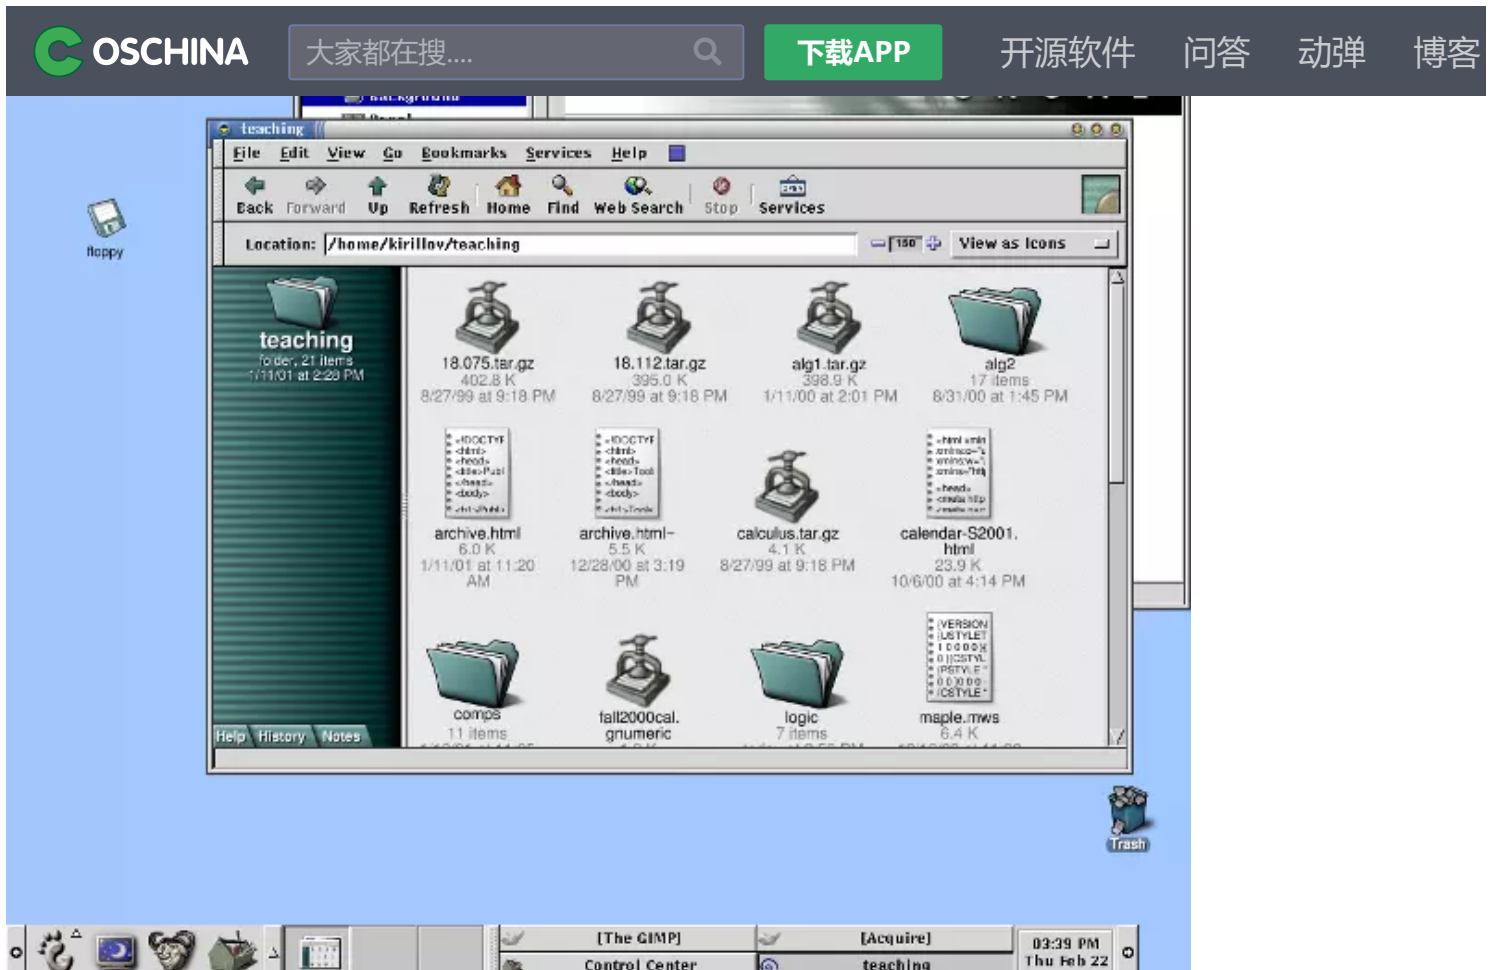 OSCHINA 大家都在搜.... 下载APP 开源软件 问答 动弹 博客
Background
teaching
File Edit View Go Bookmarks Services Help
Back Forward Up Refresh Home Find Web Search Stop Services
Location: /home/kirillov/teaching 150 View as Icons
floppy
teaching
folder, 21 items
1/11/01 at 2:28 PM
18.075.tar.gz 18.112.tar.gz alg1.tar.gz alg2
402.8 K 395.0 K 398.9 K 17 items
8/27/99 at 9:18 PM 8/27/99 at 9:18 PM 1/11/00 at 2:01 PM 8/31/00 at 1:45 PM
<html>
<head>
<body>
archive.html archive.html~ calculus.tar.gz calendar-S2001.
html
6.0 K 5.5 K 4.1 K 23.9 K
1/11/01 at 11:20 12/28/00 at 3:19 8/27/99 at 9:18 PM 10/6/00 at 4:14 PM
AM PM
comps fall2000cal. logic maple.mws
11 items gnumeric 7 items 6.4 K
Help History Notes
Trash
[The GIMP] [Acquire] 03:39 PM
Control Center teaching Thu Feb 22